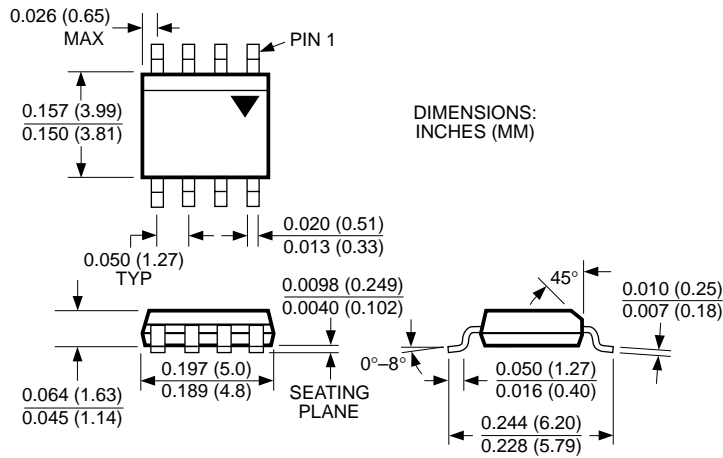 0.026 (0.65)
MAX
PIN 1
0.157 (3.99)
0.150 (3.81)
DIMENSIONS:
INCHES (MM)
0.020 (0.51)
0.013 (0.33)
0.050 (1.27)
TYP
0.0098 (0.249)
0.0040 (0.102)
45°
0.010 (0.25)
0.007 (0.18)
0°–8°
0.064 (1.63)
0.045 (1.14)
0.197 (5.0)
0.189 (4.8)
SEATING
PLANE
0.050 (1.27)
0.016 (0.40)
0.244 (6.20)
0.228 (5.79)